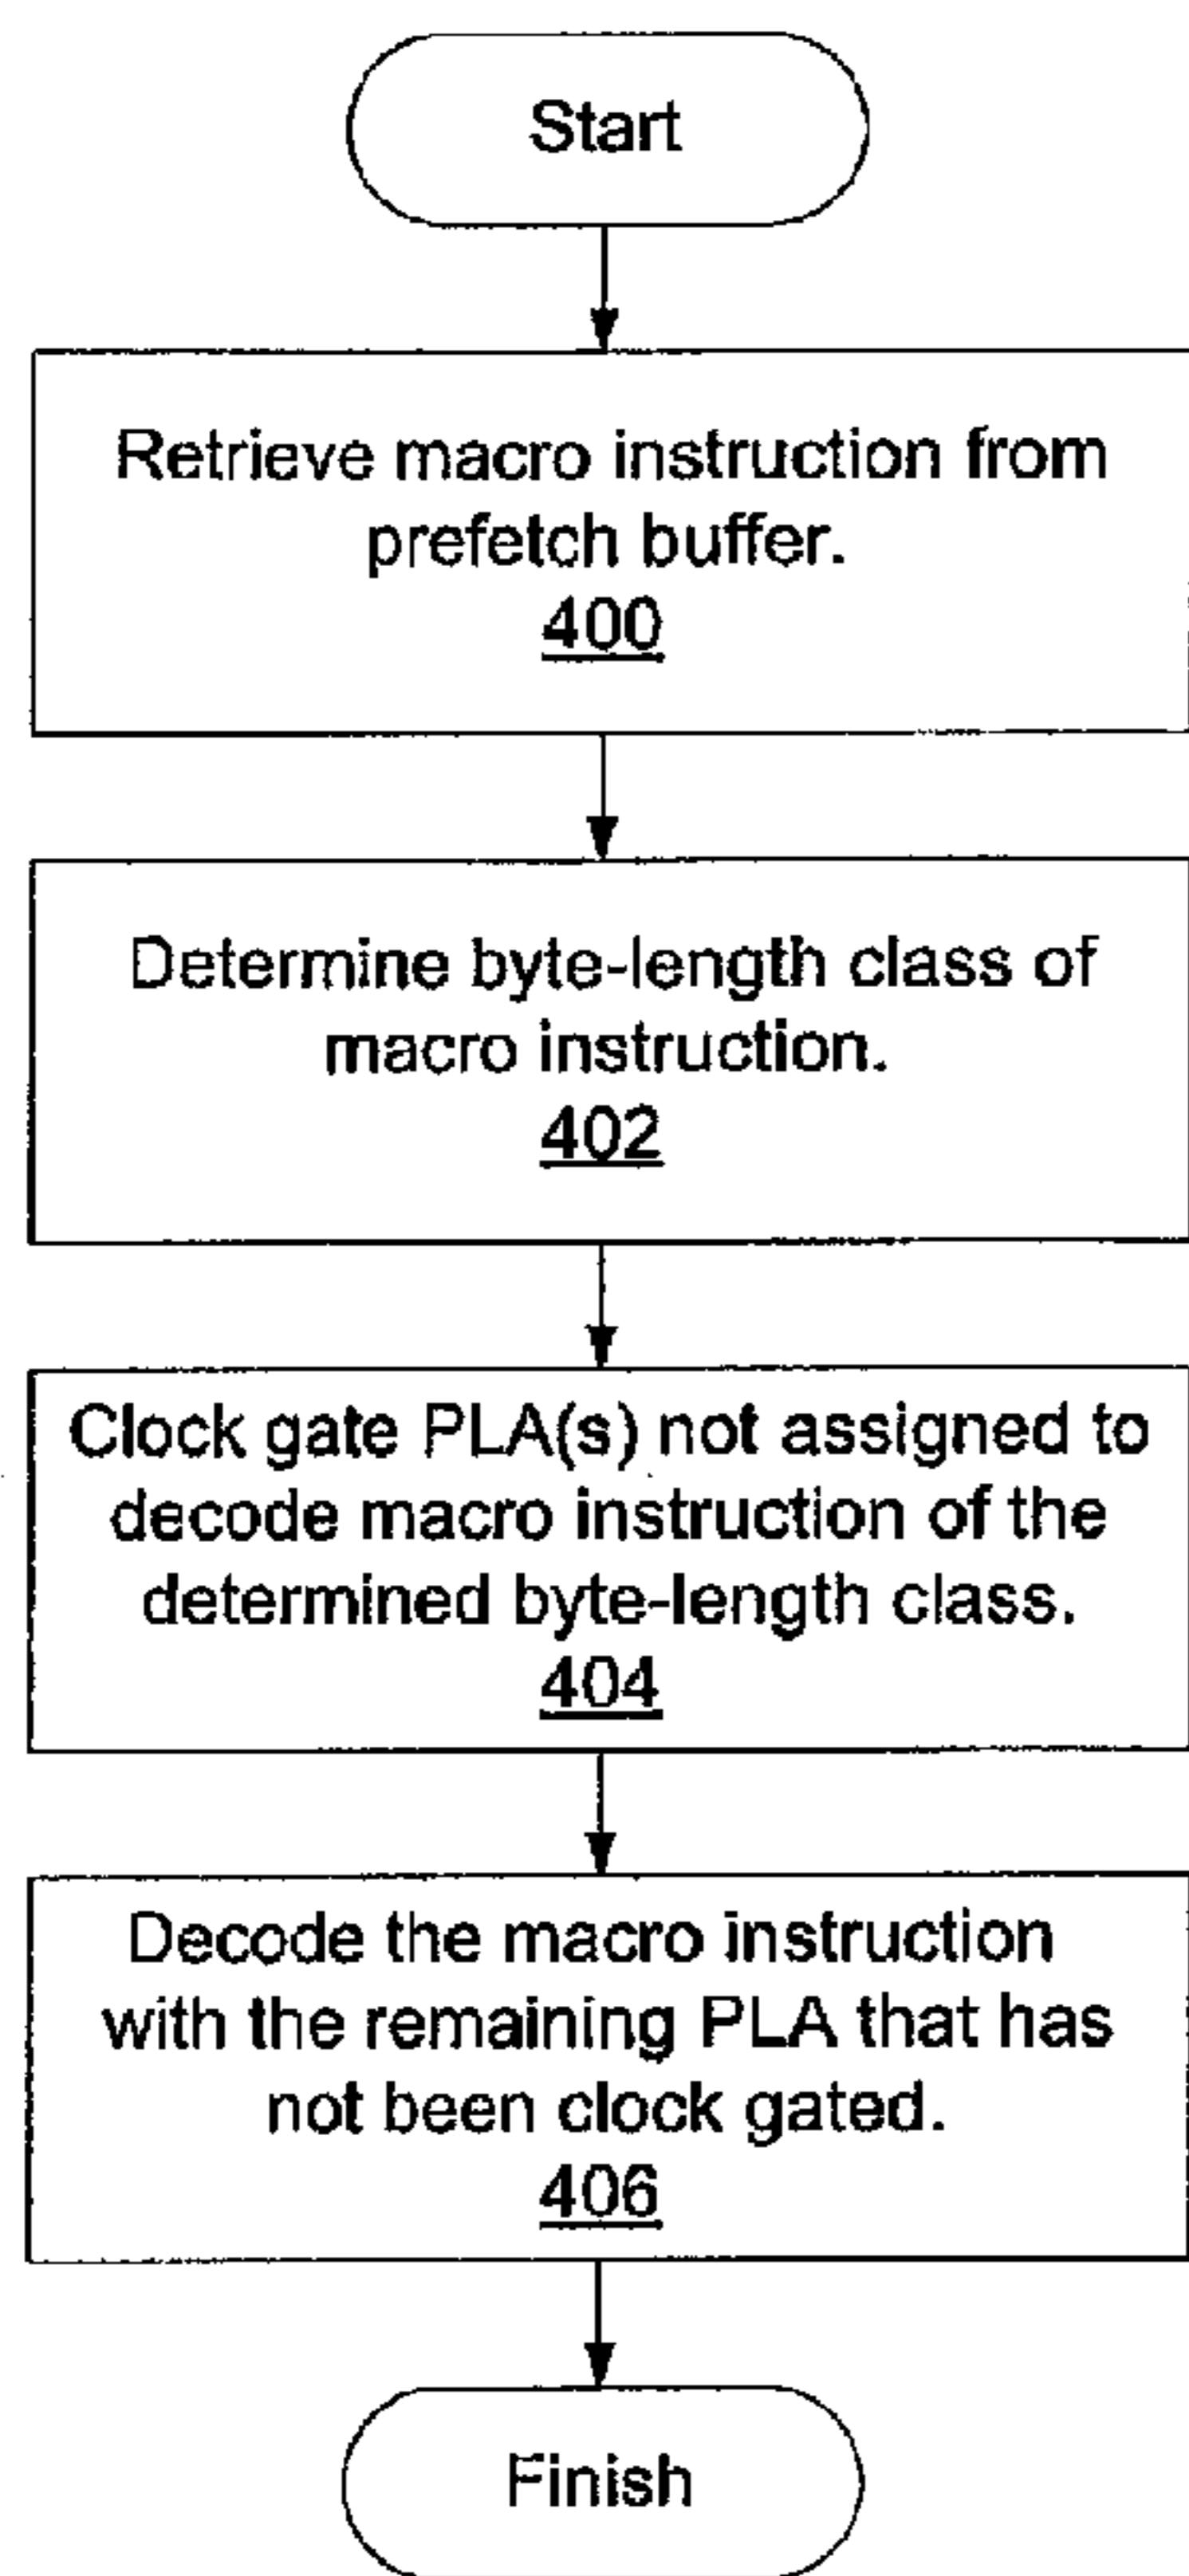 Start
Retrieve macro instruction from
prefetch buffer.
400
Determine byte-length class of
macro instruction.
402
Clock gate PLA(s) not assigned to
decode macro instruction of the
determined byte-length class.
404
Decode the macro instruction
with the remaining PLA that has
not been clock gated.
406
Finish